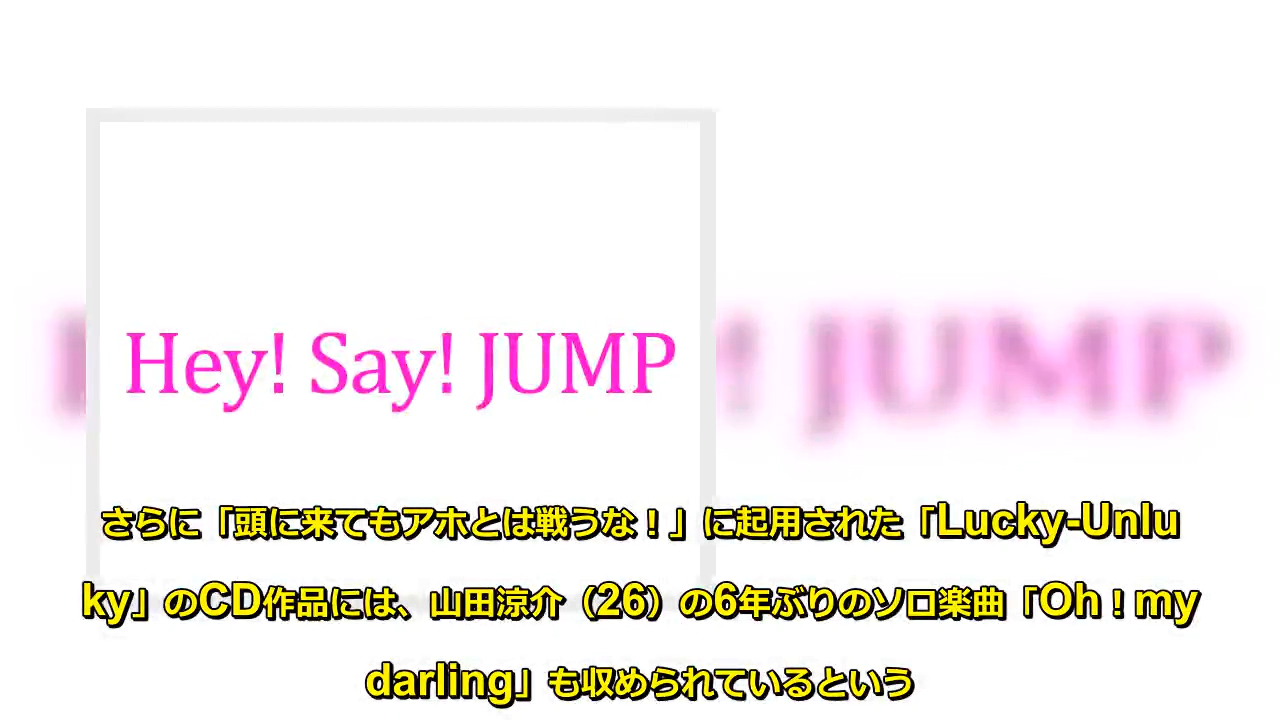 Hey! Say! JUMP
さらに「頭に来てもアホとは戦うな！」に起用された「Lucky-Unlu
ky」のCD作品には、山田涼介（26）の6年ぶりのソロ楽曲「Oh！my
darling」も収められているという